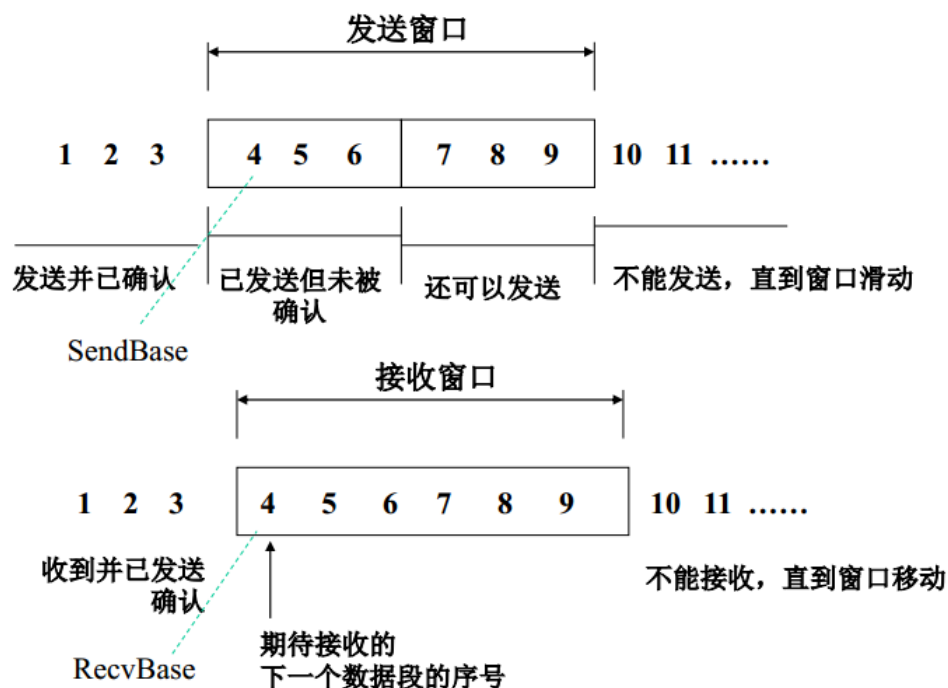 发送窗口
1 2 3 4 5 6 7 8 9 10 11 ……
发送并已确认
已发送但未被
确认
还可以发送
不能发送，直到窗口滑动
SendBase
接收窗口
1 2 3 4 5 6 7 8 9 10 11 ……
收到并已发送
确认
不能接收，直到窗口移动
期待接收的
下一个数据段的序号
RecvBase